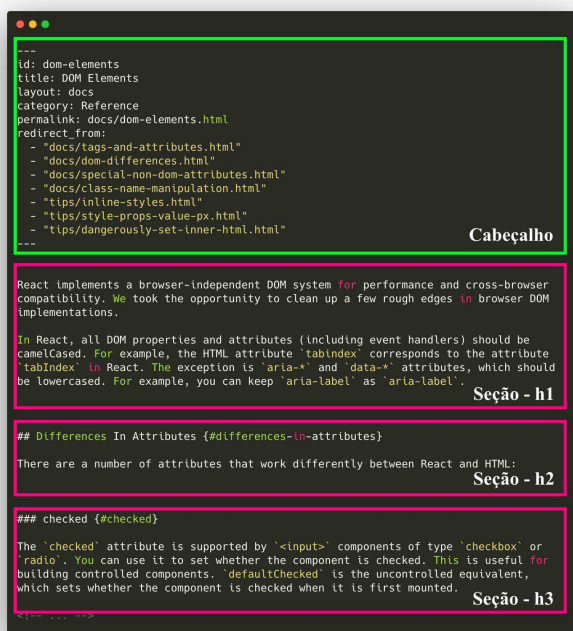 ---
id: dom-elements
title: DOM Elements
layout: docs
category: Reference
permalink: docs/dom-elements.html
redirect_from:
  - "docs/tags-and-attributes.html"
  - "docs/dom-differences.html"
  - "docs/special-non-dom-attributes.html"
  - "docs/class-name-manipulation.html"
  - "tips/inline-styles.html"
  - "tips/style-props-value-px.html"
  - "tips/dangerously-set-inner-html.html"
---
Cabeçalho
React implements a browser-independent DOM system for performance and cross-browser
compatibility. We took the opportunity to clean up a few rough edges in browser DOM
implementations.
In React, all DOM properties and attributes (including event handlers) should be
camelCased. For example, the HTML attribute `tabindex` corresponds to the attribute
`tabIndex` in React. The exception is `aria-*` and `data-*` attributes, which should
be lowercased. For example, you can keep `aria-label` as `aria-label`.
Seção - h1
## Differences In Attributes {#differences-in-attributes}
There are a number of attributes that work differently between React and HTML:
Seção - h2
### checked {#checked}
The `checked` attribute is supported by `<input>` components of type `checkbox` or
`radio`. You can use it to set whether the component is checked. This is useful for
building controlled components. `defaultChecked` is the uncontrolled equivalent,
which sets whether the component is checked when it is first mounted.
Seção - h3
<!-- ... -->